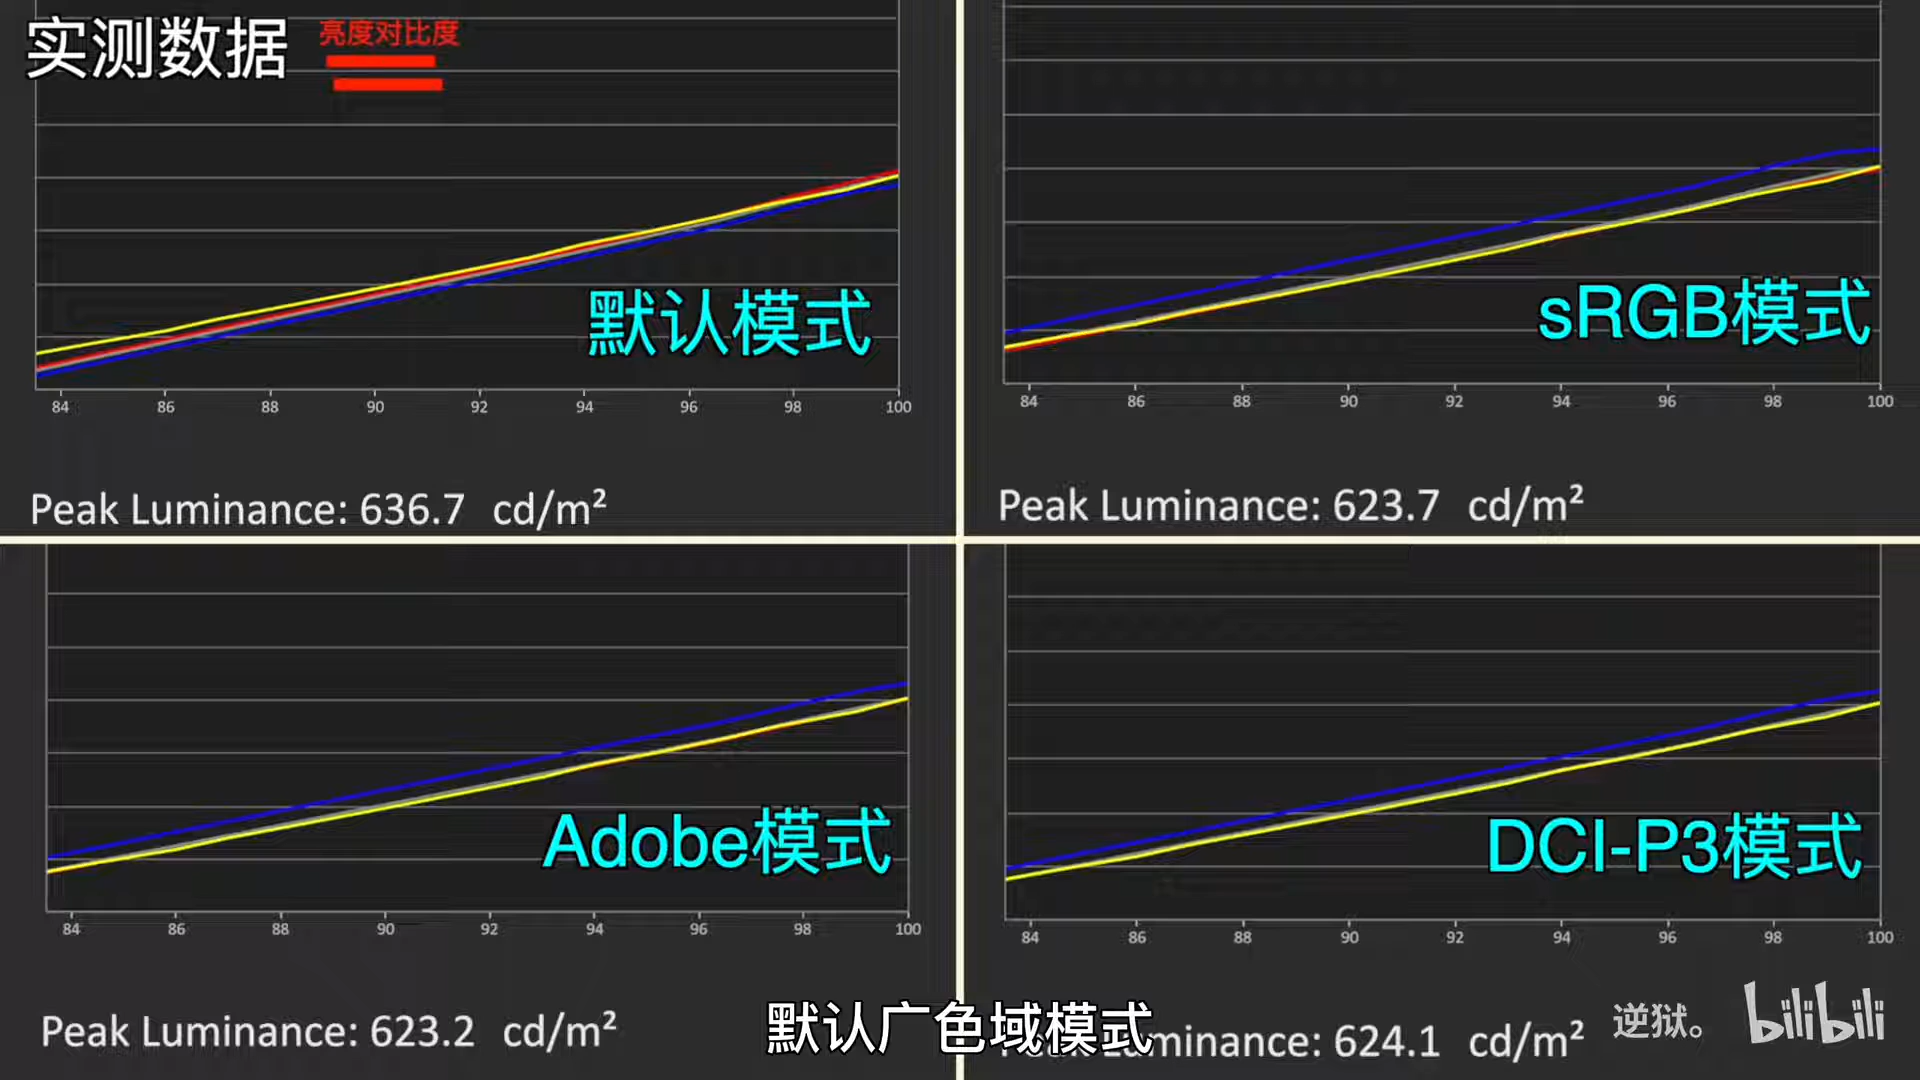 实测数据
亮度对比度
默认模式
84 86 88 90 92 94 96 98 100
Peak Luminance: 636.7 cd/m²
sRGB模式
84 86 88 90 92 94 96 98 100
Peak Luminance: 623.7 cd/m²
Adobe模式
84 86 88 90 92 94 96 98 100
Peak Luminance: 623.2 cd/m²
DCI-P3模式
84 86 88 90 92 94 96 98 100
Peak Luminance: 624.1 cd/m²
默认广色域模式
逆狱。
bilibili